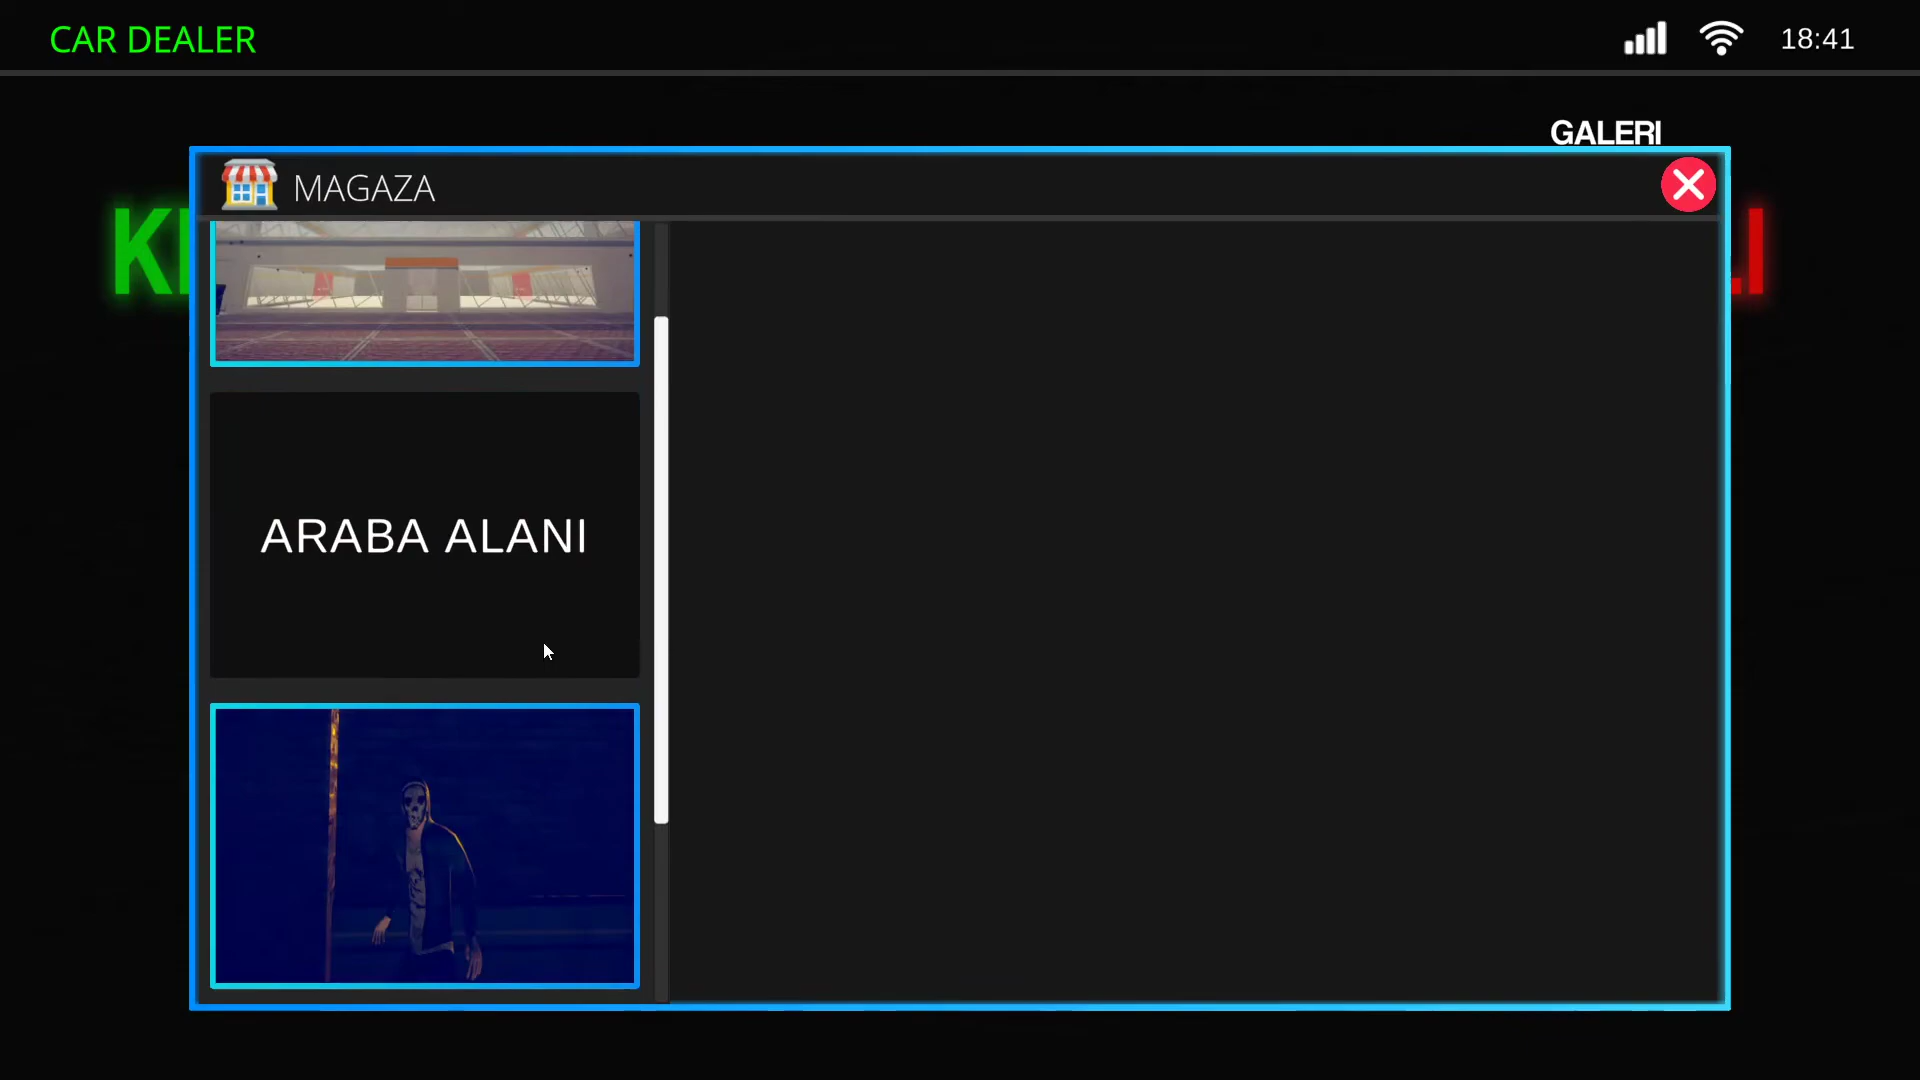 CAR DEALER
18:41
GALERI
MAGAZA
ARABA ALANI